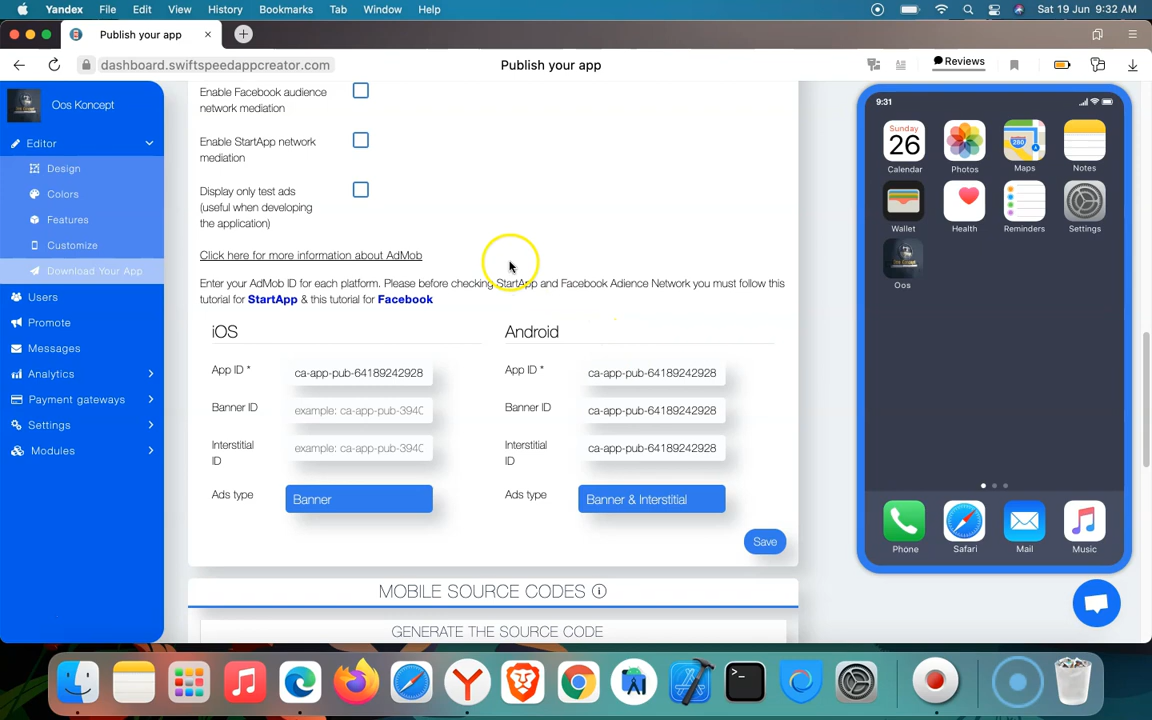 Yandex File Edit View History Bookmarks Tab Window Help Sat 19 Jun 9:32 AM
Publish your app
dashboard.swiftspeedappcreator.com Publish your app Reviews
Oos Koncept
Editor
Design
Colors
Features
Customize
Download Your App
Users
Promote
Messages
Analytics
Payment gateways
Settings
Modules
Enable Facebook audience
network mediation
Enable StartApp network
mediation
Display only test ads
(useful when developing
the application)
Click here for more information about AdMob
Enter your AdMob ID for each platform. Please before checking StartApp and Facebook Adience Network you must follow this
tutorial for StartApp & this tutorial for Facebook
iOS
App ID * ca-app-pub-64189242928
Banner ID example: ca-app-pub-3940
Interstitial
ID example: ca-app-pub-3940
Ads type Banner
Android
App ID * ca-app-pub-64189242928
Banner ID ca-app-pub-64189242928
Interstitial
ID ca-app-pub-64189242928
Ads type Banner & Interstitial
Save
MOBILE SOURCE CODES
GENERATE THE SOURCE CODE
9:31
Sunday
26
280
Calendar Photos Maps Notes
Wallet Health Reminders Settings
Oos
Phone Safari Mail Music